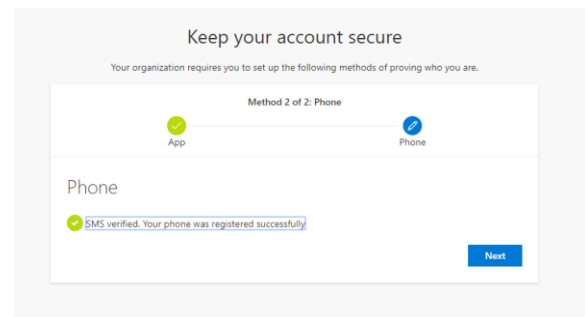 Keep your account secure
Your organization requires you to set up the following methods of proving who you are.
Method 2 of 2: Phone
App
Phone
Phone
SMS verified. Your phone was registered successfully
Next